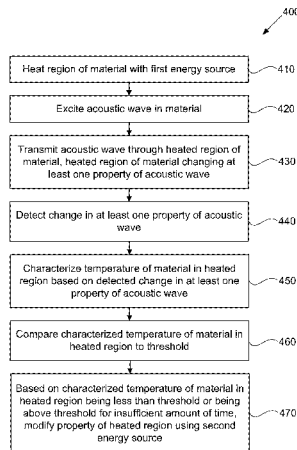 400
Heat region of material with first energy source
410
Excite acoustic wave in material
420
Transmit acoustic wave through heated region of
material, heated region of material changing at
least one property of acoustic wave
430
Detect change in at least one property of acoustic
wave
440
Characterize temperature of material in heated
region based on detected change in at least one
property of acoustic wave
450
Compare characterized temperature of material in
heated region to threshold
460
Based on characterized temperature of material in
heated region being less than threshold or being
above threshold for insufficient amount of time,
modify property of heated region using second
energy source
470